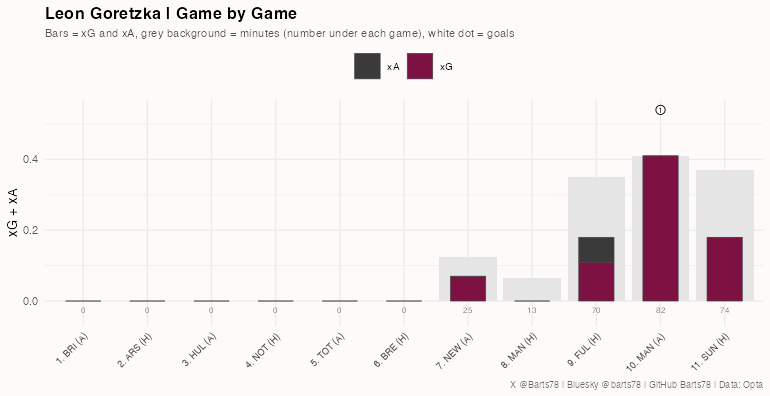 Leon Goretzka | Game by Game
Bars = xG and xA, grey background = minutes (number under each game), white dot = goals
xA xG
xG + xA
0.4
0.2
0.0
1
0 0 0 0 0 0 25 13 70 82 74
1. BRI (A) 2. ARS (H) 3. HUL (A) 4. NOT (H) 5. TOT (A) 6. BRE (H) 7. NEW (A) 8. MAN (H) 9. FUL (H) 10. MAN (A) 11. SUN (H)
X @Barts78 | Bluesky @barts78 | GitHub Barts78 | Data: Opta